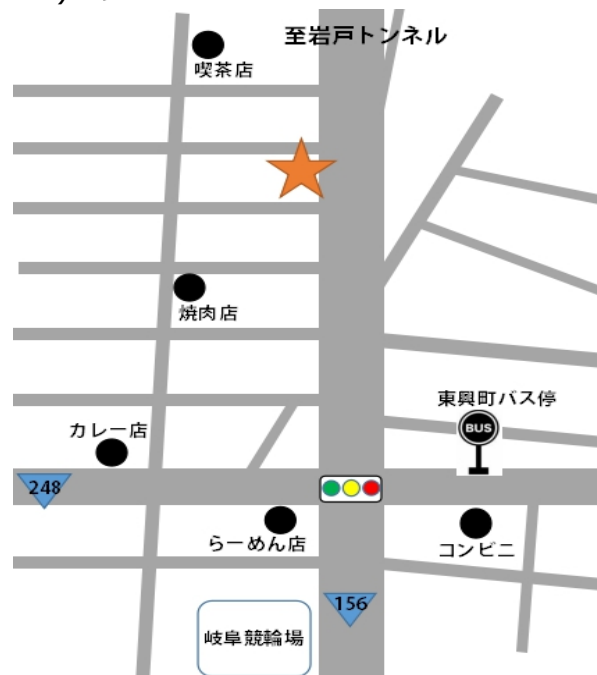 至岩戸トンネル
喫茶店
焼肉店
東興町バス停
カレー店
BUS
248
らーめん店
コンビニ
156
岐阜競輪場